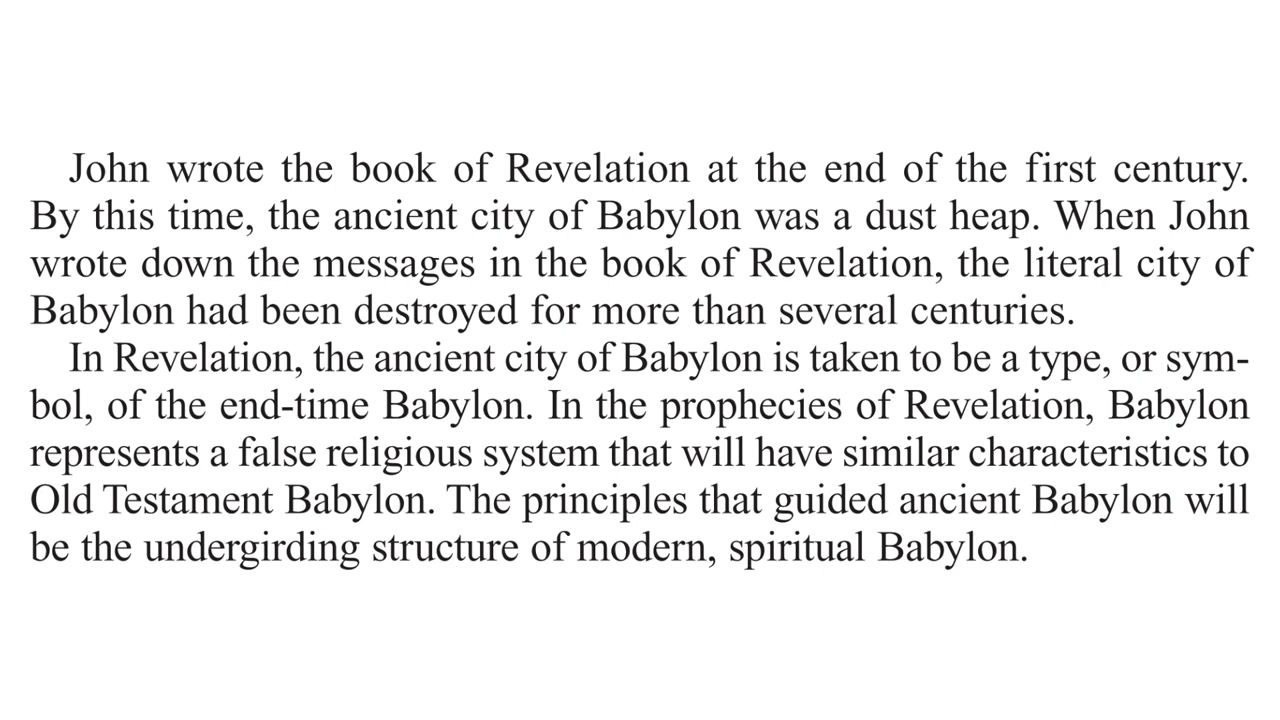 John wrote the book of Revelation at the end of the first century.
By this time, the ancient city of Babylon was a dust heap. When John
wrote down the messages in the book of Revelation, the literal city of
Babylon had been destroyed for more than several centuries.
In Revelation, the ancient city of Babylon is taken to be a type, or sym-
bol, of the end-time Babylon. In the prophecies of Revelation, Babylon
represents a false religious system that will have similar characteristics to
Old Testament Babylon. The principles that guided ancient Babylon will
be the undergirding structure of modern, spiritual Babylon.